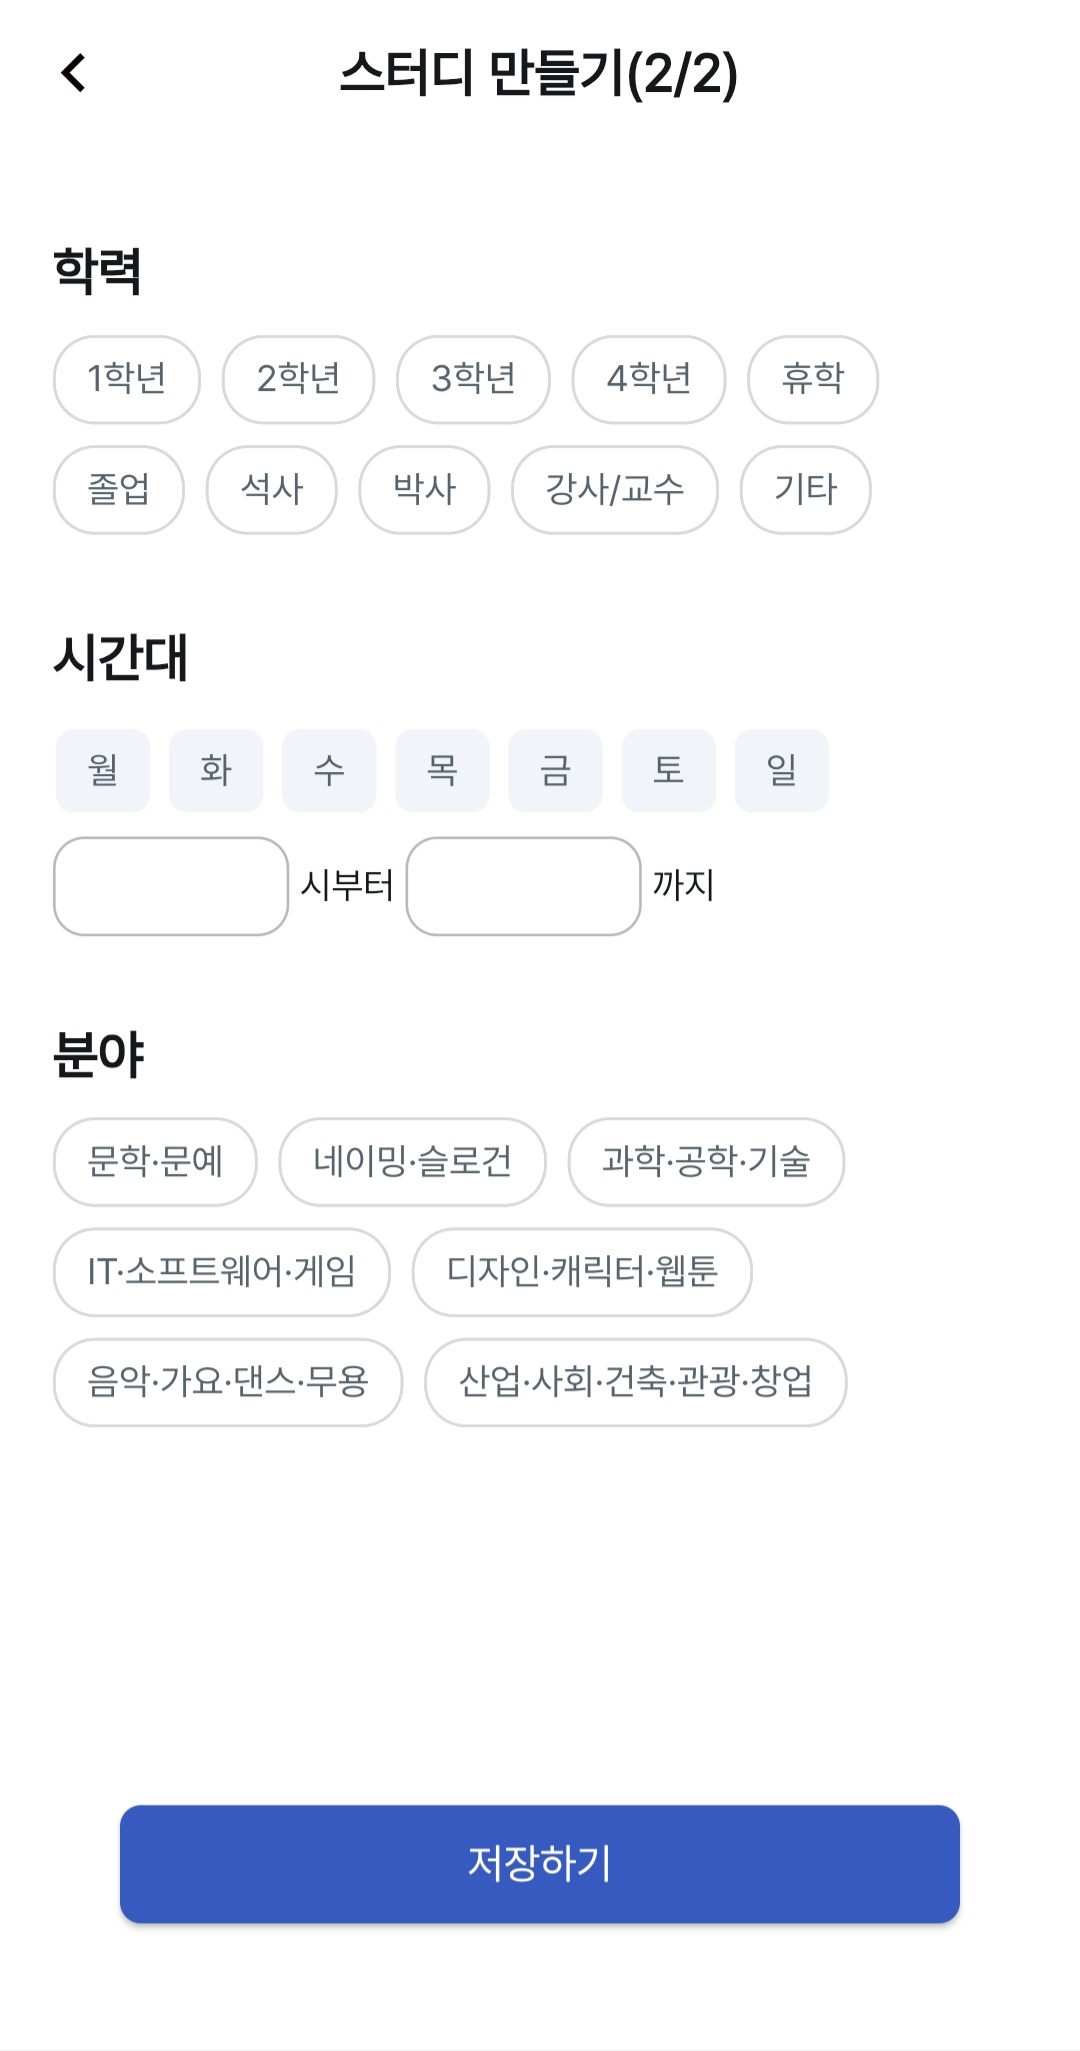 스터디 만들기(2/2)
학력
1학년 2학년 3학년 4학년 휴학
졸업 석사 박사 강사/교수 기타
시간대
월 화 수 목 금 토 일
시부터 까지
분야
문학·문예 네이밍·슬로건 과학·공학·기술
IT·소프트웨어·게임 디자인·캐릭터·웹툰
음악·가요·댄스·무용 산업·사회·건축·관광·창업
저장하기